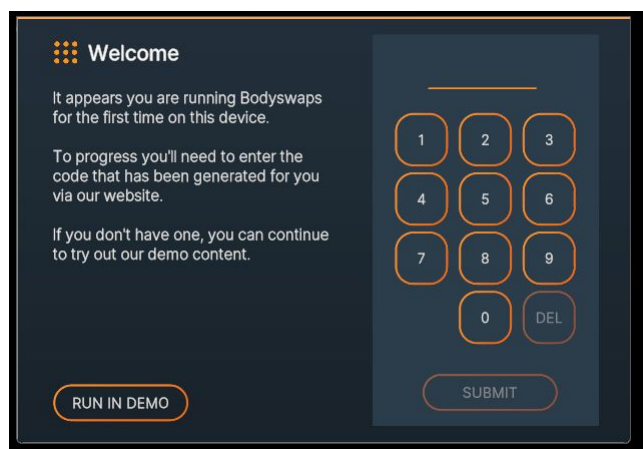 Welcome
It appears you are running Bodyswaps
for the first time on this device.
To progress you'll need to enter the
code that has been generated for you
via our website.
If you don't have one, you can continue
to try out our demo content.
RUN IN DEMO
1 2 3
4 5 6
7 8 9
0 DEL
SUBMIT